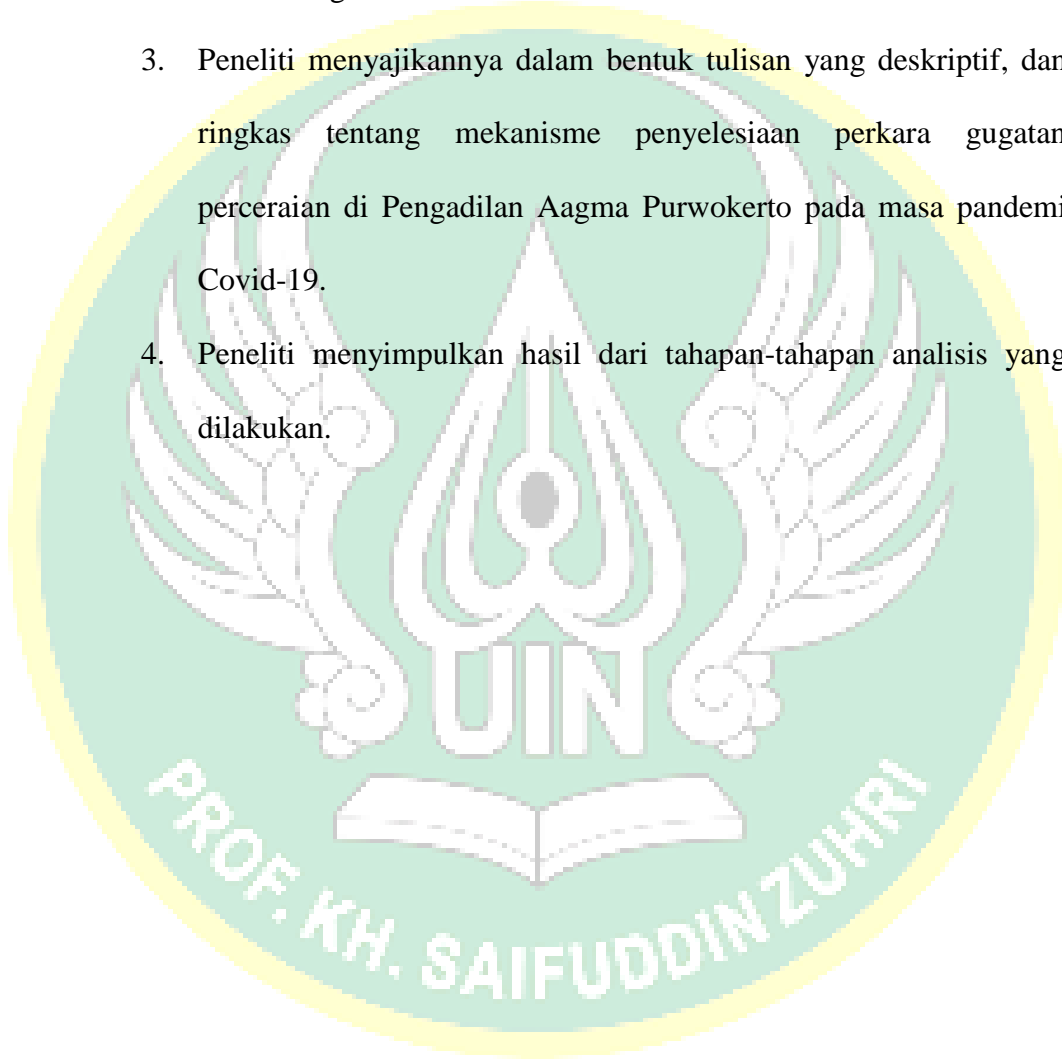 3. Peneliti menyajikannya dalam bentuk tulisan yang deskriptif, dan
ringkas tentang mekanisme penyelesiaan perkara gugatan
perceraian di Pengadilan Aagma Purwokerto pada masa pandemi
Covid-19.
4. Peneliti menyimpulkan hasil dari tahapan-tahapan analisis yang
dilakukan.
UIN
PROF. KH. SAIFUDDIN ZUHRI